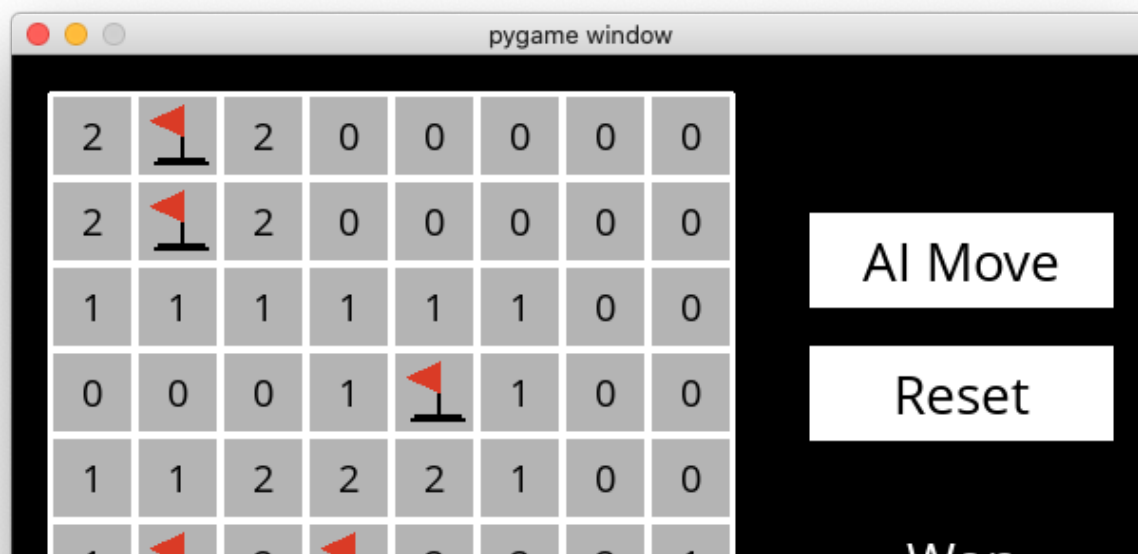 pygame window
2 2 0 0 0 0 0
2 2 0 0 0 0 0
AI Move
1 1 1 1 1 1 0 0
0 0 0 1 1 0 0
Reset
1 1 2 2 2 1 0 0